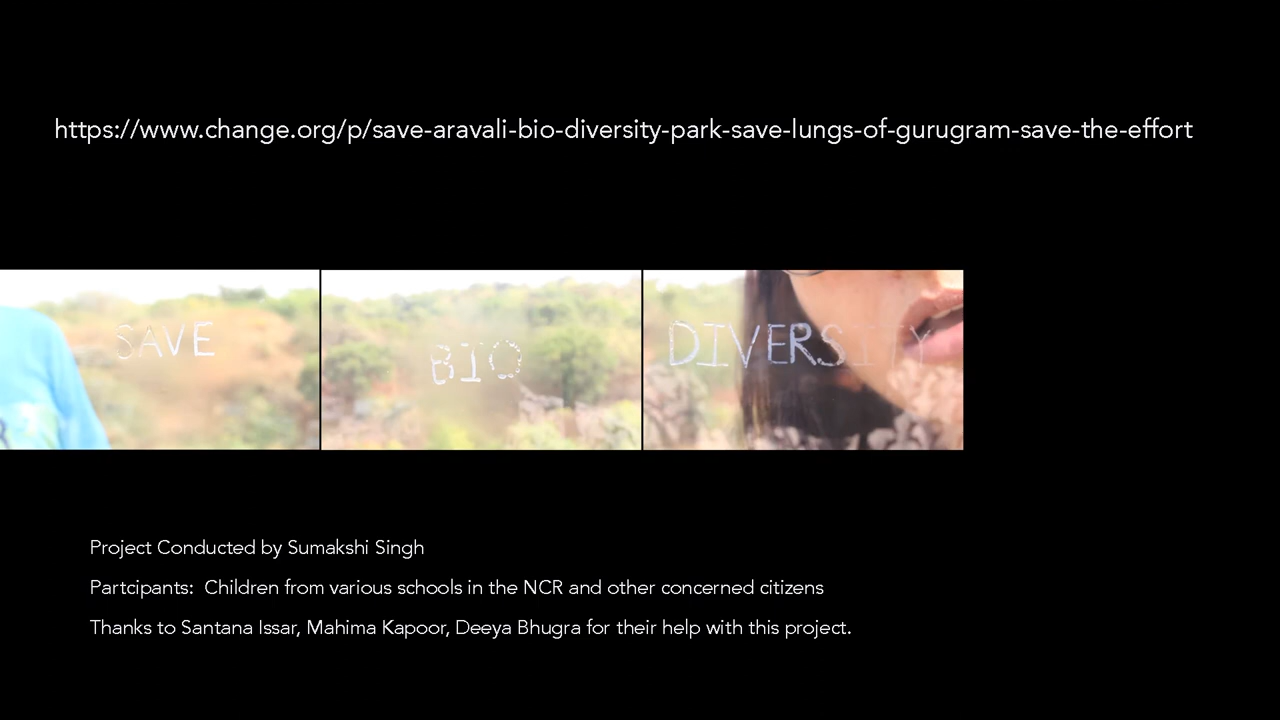 https://www.change.org/p/save-aravali-bio-diversity-park-save-lungs-of-gurugram-save-the-effort
SAVE
BIO
DIVERSITY
Project Conducted by Sumakshi Singh
Partcipants:  Children from various schools in the NCR and other concerned citizens
Thanks to Santana Issar, Mahima Kapoor, Deeya Bhugra for their help with this project.